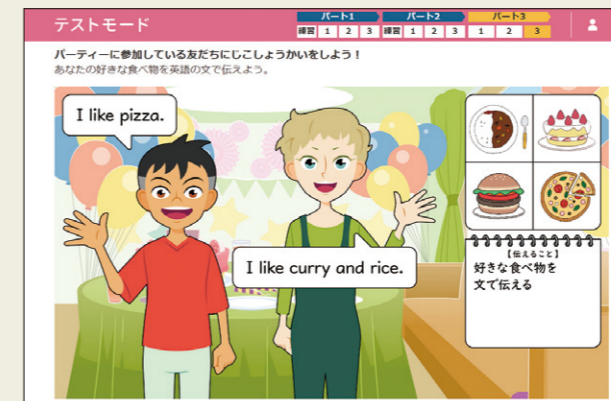 テストモード
パート1 パート2 パート3
練習 1 2 3 練習 1 2 3 1 2 3
パーティーに参加している友だちにじこしょうかいをしよう！
あなたの好きな食べ物を英語の文で伝えよう。
I like pizza.
I like curry and rice.
【伝えること】
好きな食べ物を
文で伝える